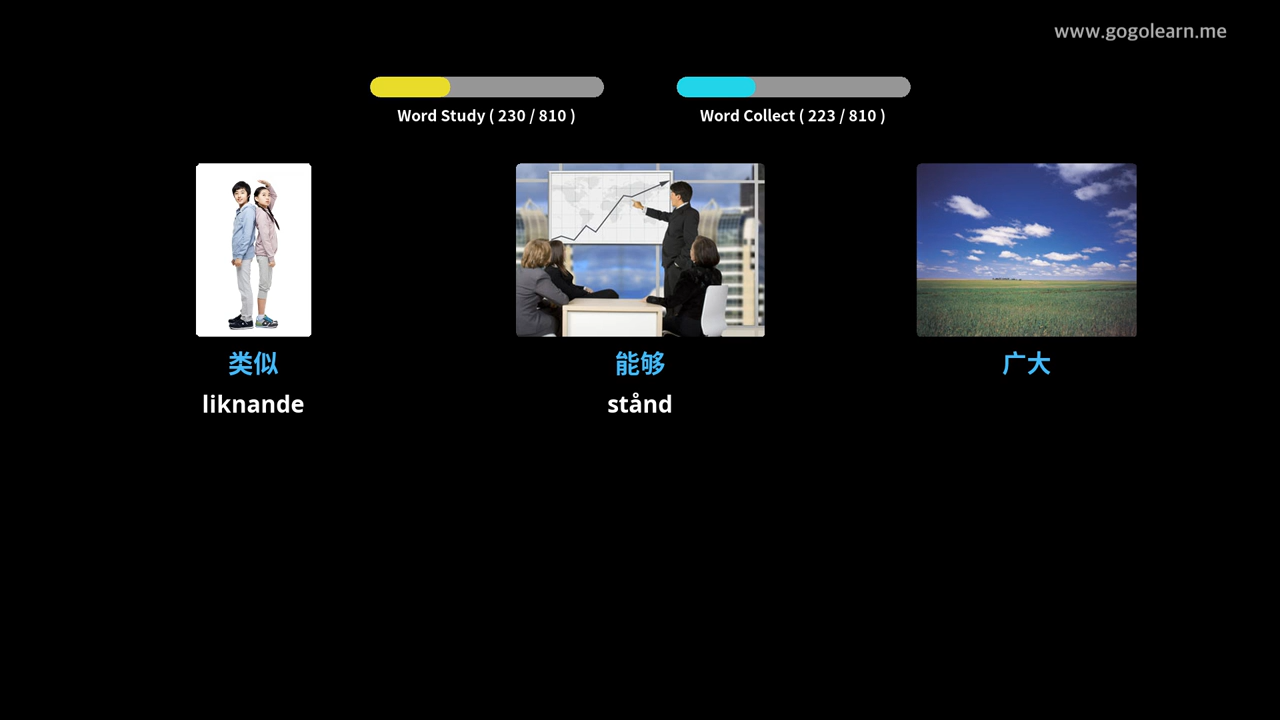 www.gogolearn.me
Word Study ( 230 / 810 )
Word Collect ( 223 / 810 )
类似
能够
广大
liknande
stånd